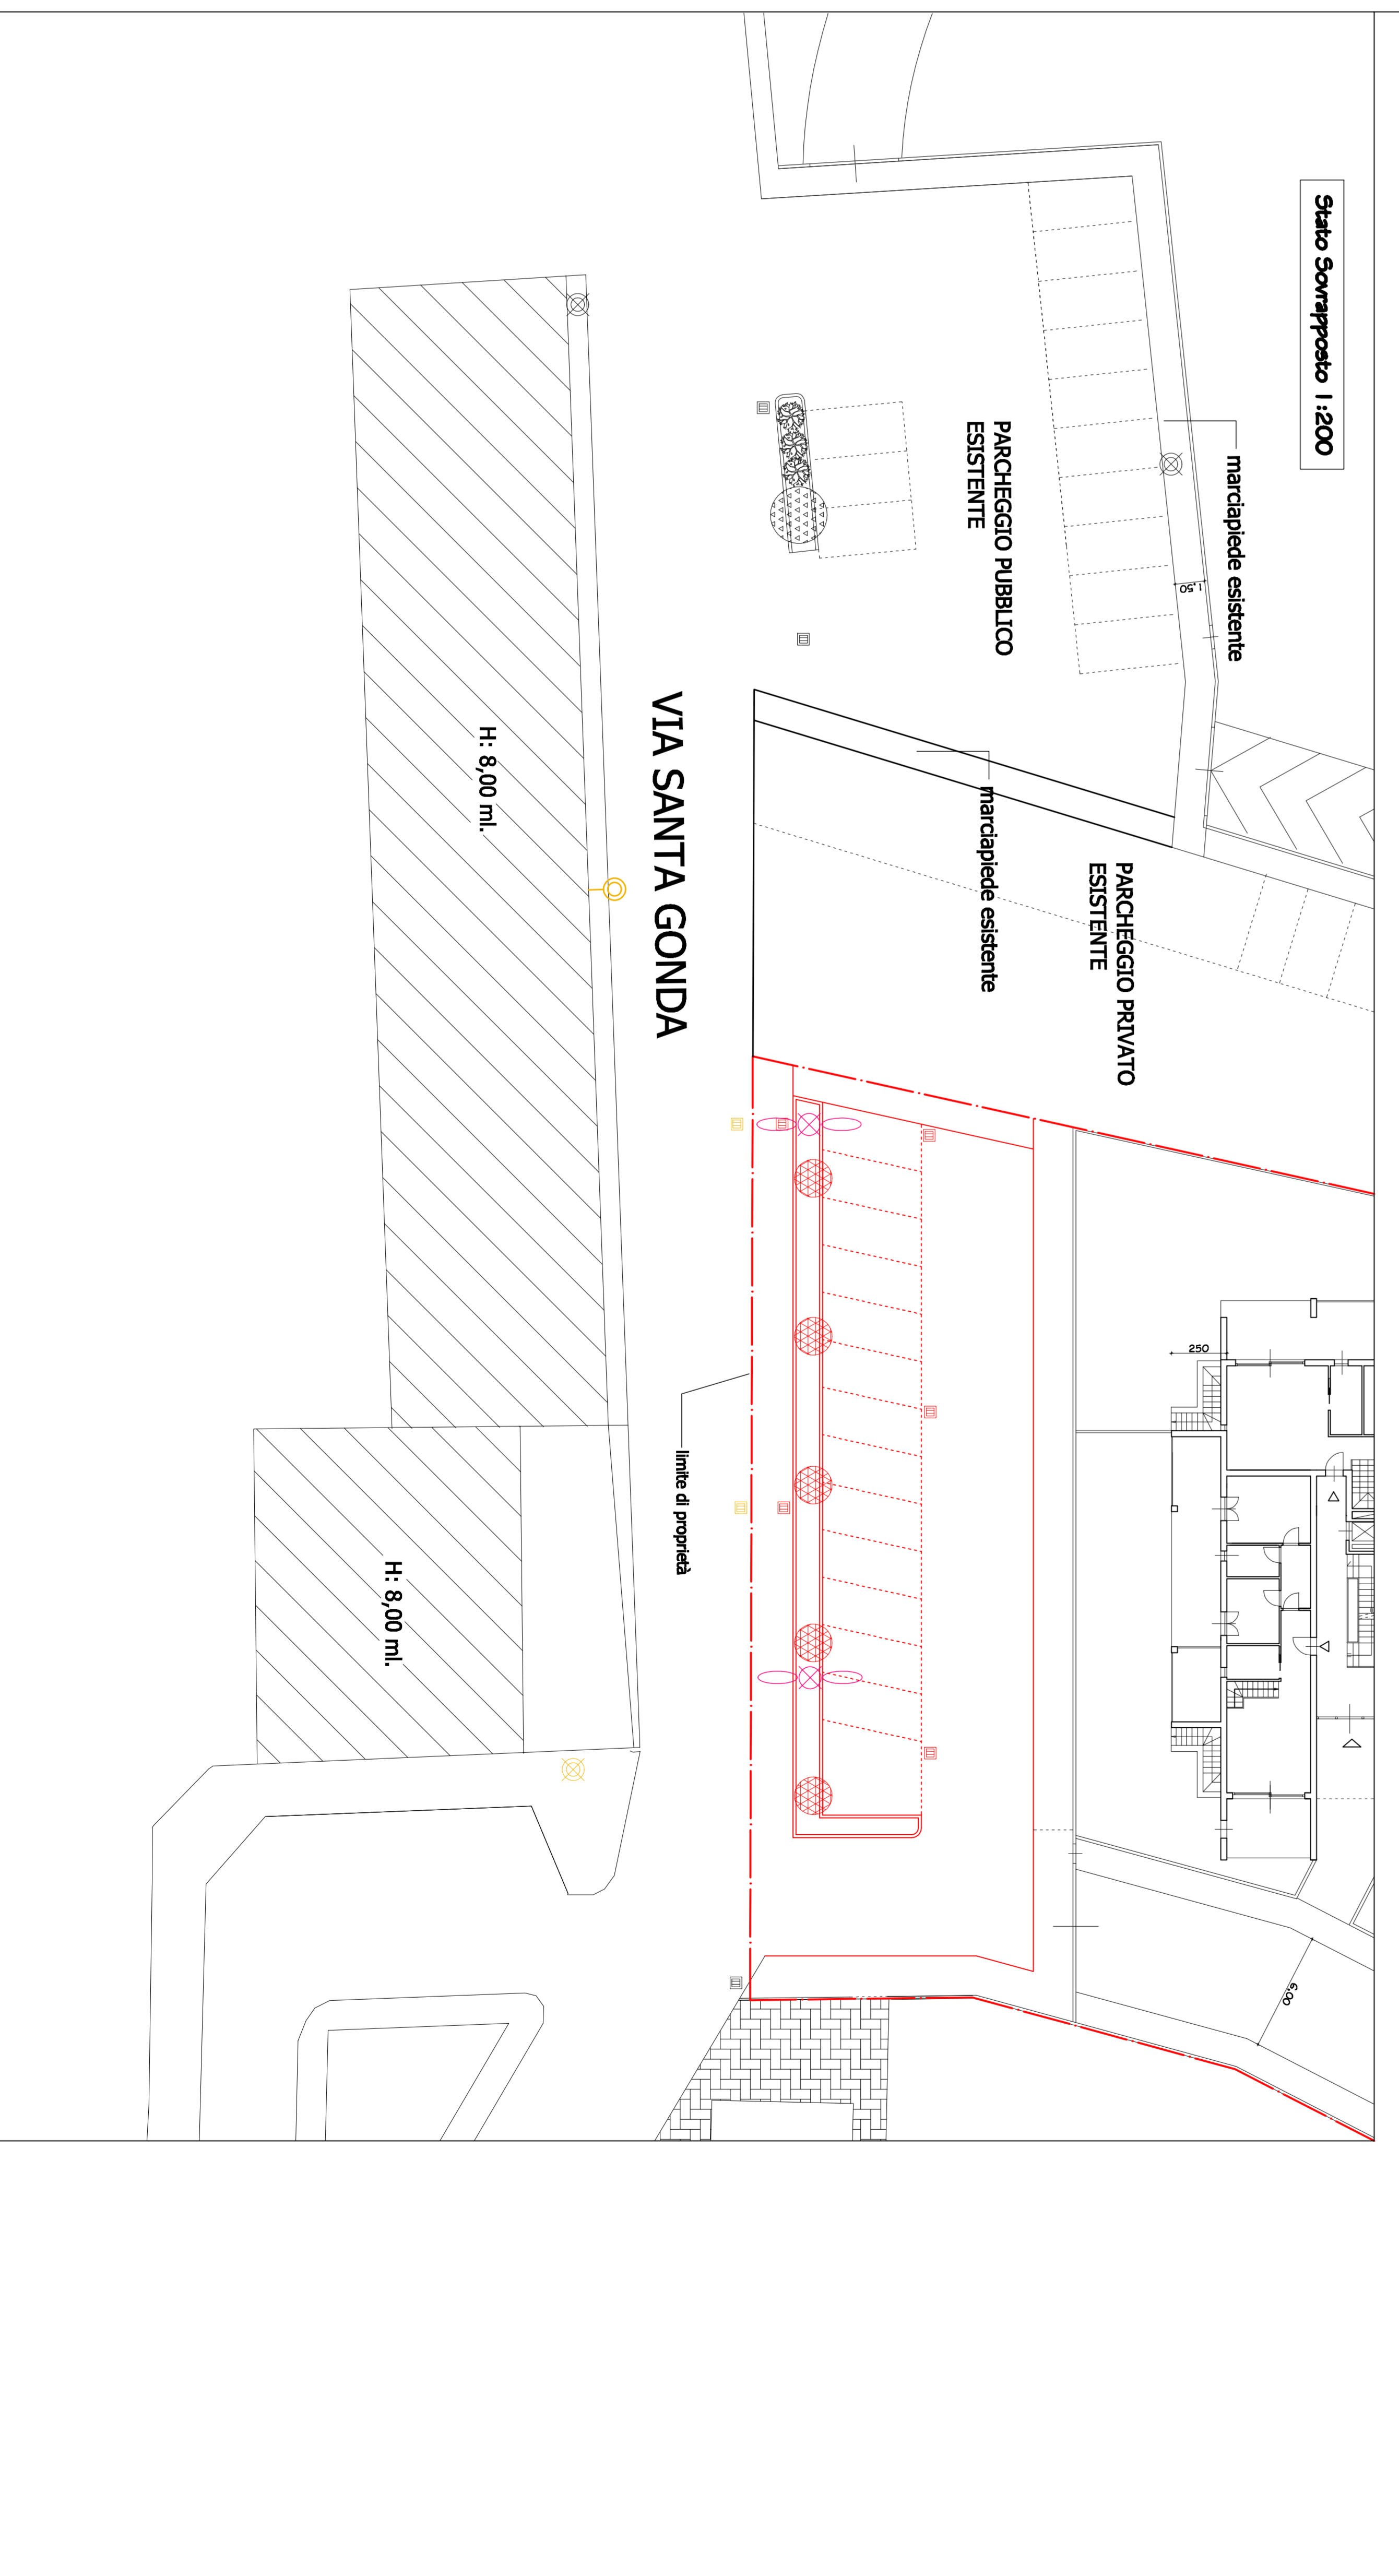 Stato Sovrapposto 1:200
marciapiede esistente
1.50
PARCHEGGIO PUBBLICO
ESISTENTE
marciapiede esistente
PARCHEGGIO PRIVATO
ESISTENTE
VIA SANTA GONDA
H: 8,00 ml.
250
limite di proprietà
H: 8,00 ml.
6.00